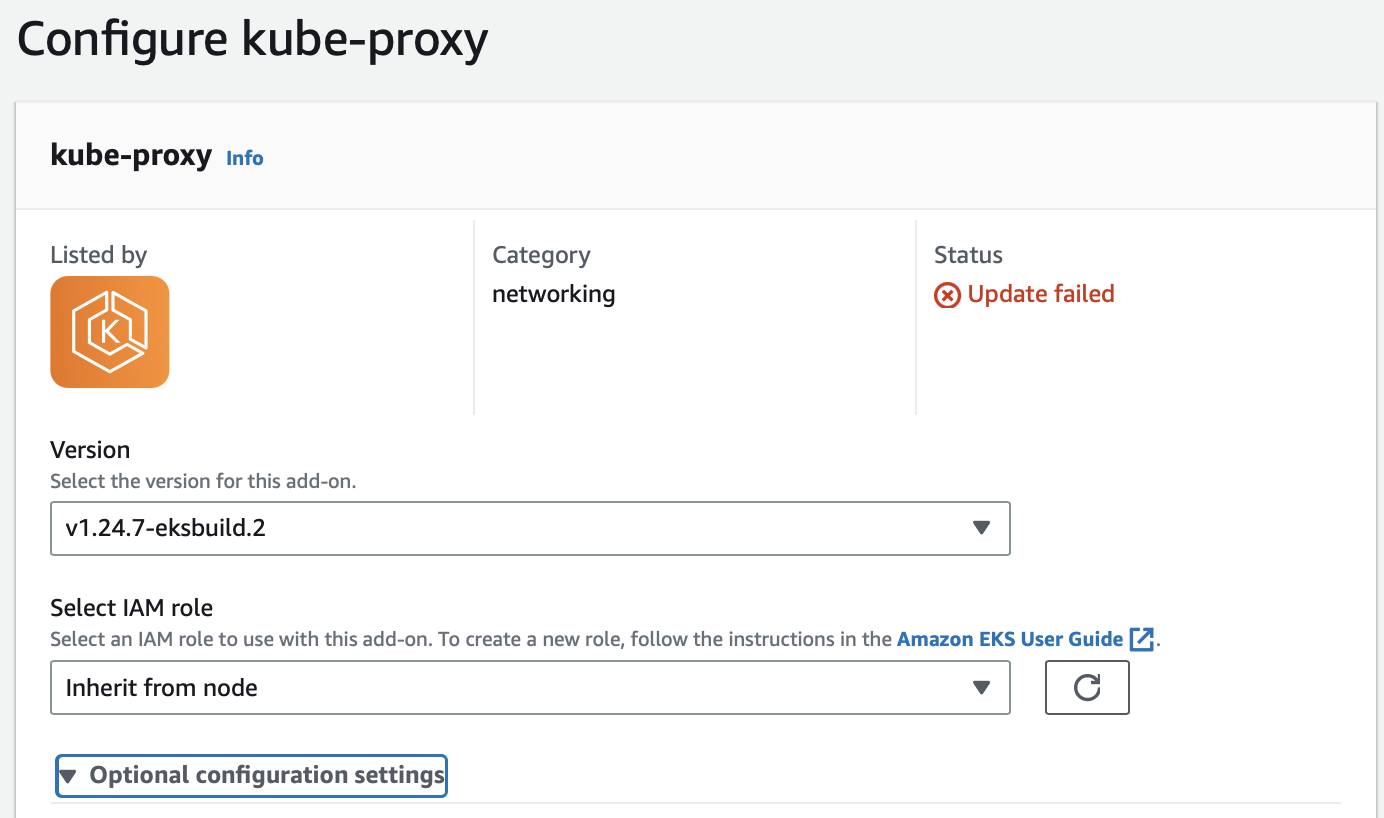 Configure kube-proxy
kube-proxy Info
Listed by
K
Category
networking
Status
Update failed
Version
Select the version for this add-on.
v1.24.7-eksbuild.2
Select IAM role
Select an IAM role to use with this add-on. To create a new role, follow the instructions in the Amazon EKS User Guide.
Inherit from node
Optional configuration settings